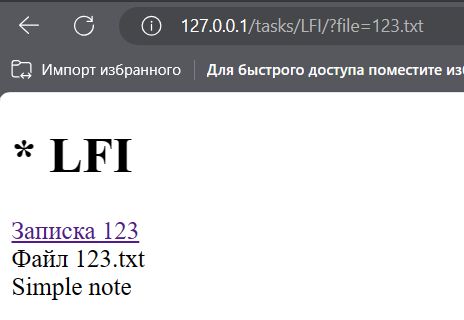 127.0.0.1/tasks/LFI/?file=123.txt
Импорт избранного
Для быстрого доступа поместите из
* LFI
Записка 123
Файл 123.txt
Simple note